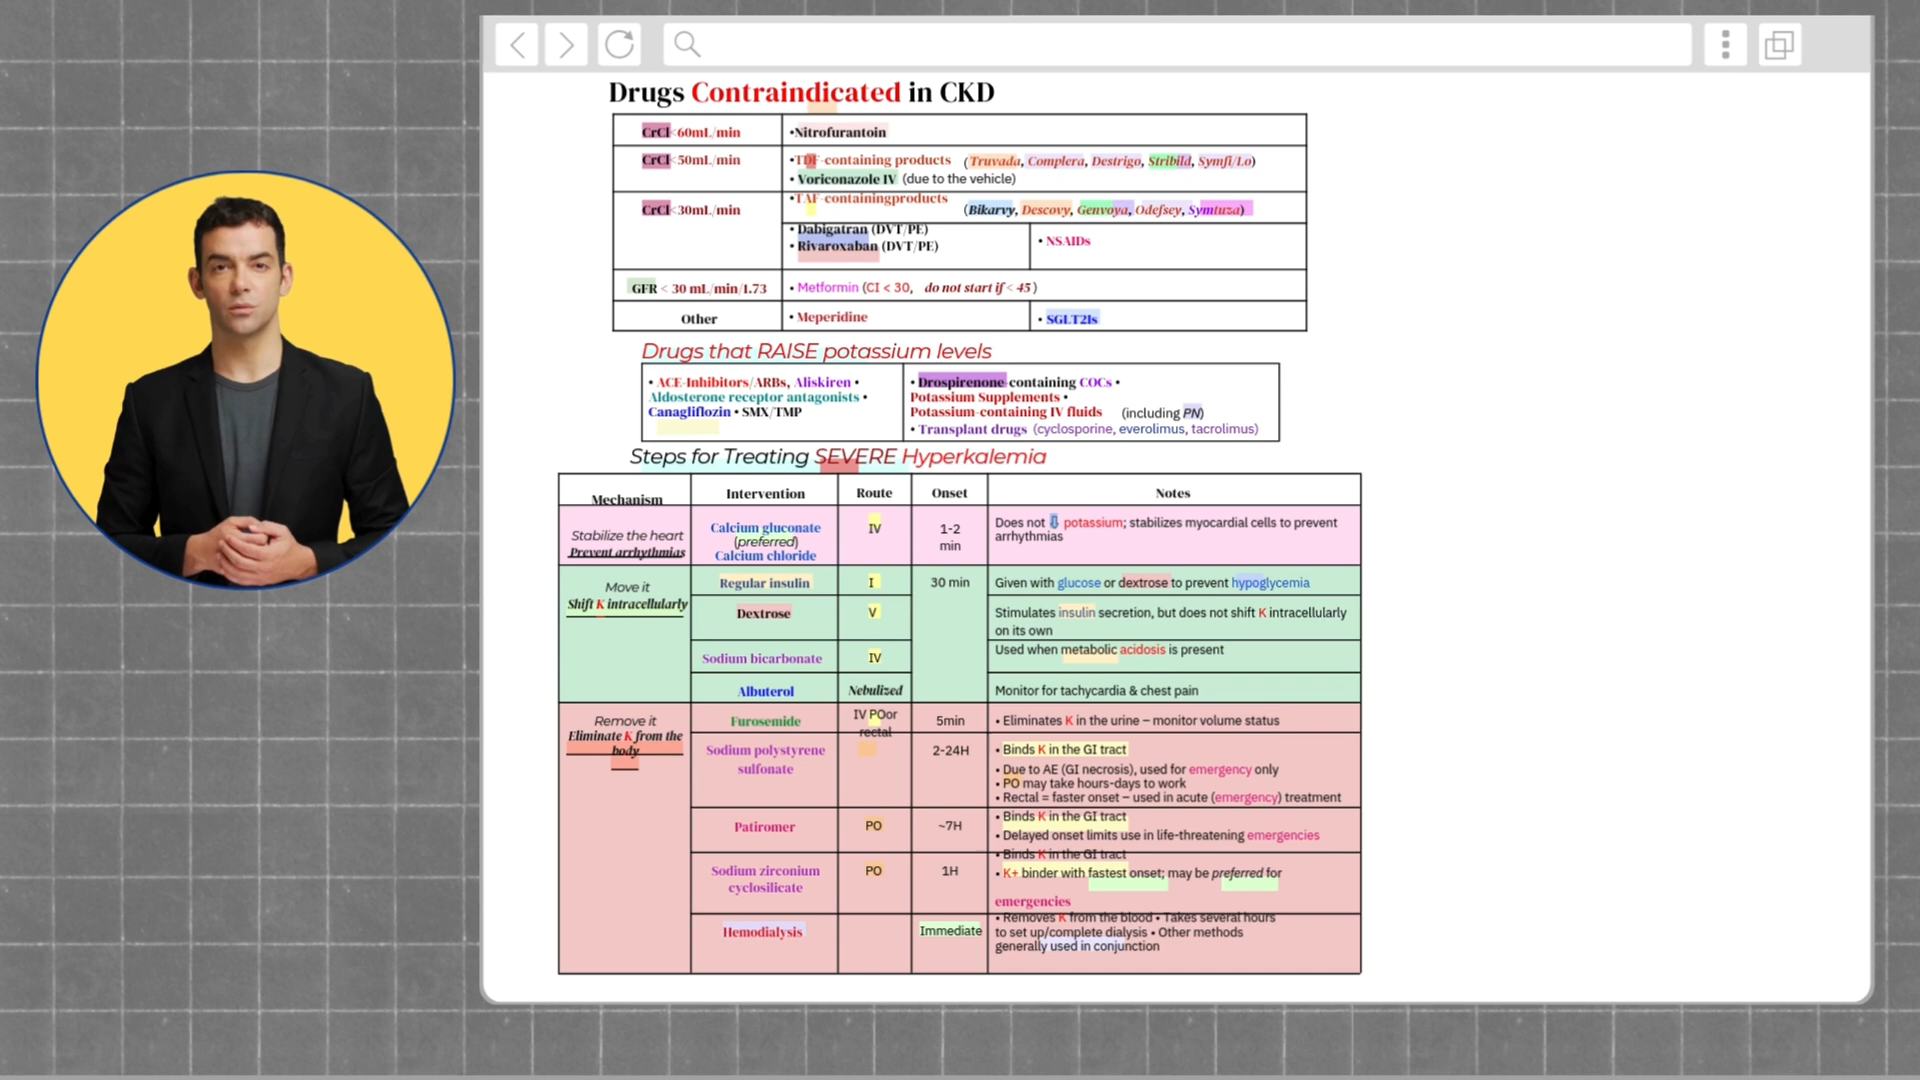 Drugs Contraindicated in CKD
CrCl<60mL/min
•Nitrofurantoin
CrCl<50mL/min
•TDF-containing products (Truvada, Complera, Destrigo, Stribild, Symfi/Lo)
• Voriconazole IV (due to the vehicle)
CrCl<30mL/min
•TAF-containingproducts
(Bikarvy, Descovy, Genvoya, Odefsey, Symtuza)
• Dabigatran (DVT/PE)
• Rivaroxaban (DVT/PE)
• NSAIDs
GFR < 30 mL/min/1.73
• Metformin (CI < 30, do not start if < 45)
Other
• Meperidine
• SGLT2Is
Drugs that RAISE potassium levels
• ACE-Inhibitors/ARBs, Aliskiren •
Aldosterone receptor antagonists •
Canagliflozin • SMX/TMP
• Drospirenone-containing COCs •
Potassium Supplements •
Potassium-containing IV fluids (including PN)
• Transplant drugs (cyclosporine, everolimus, tacrolimus)
Steps for Treating SEVERE Hyperkalemia
Mechanism
Intervention
Route
Onset
Notes
Stabilize the heart
Prevent arrhythmias
Calcium gluconate
(preferred)
Calcium chloride
IV
1-2
min
Does not ⇩ potassium; stabilizes myocardial cells to prevent
arrhythmias
Move it
Shift K intracellularly
Regular insulin
I
30 min
Given with glucose or dextrose to prevent hypoglycemia
Dextrose
V
Stimulates insulin secretion, but does not shift K intracellularly
on its own
Sodium bicarbonate
IV
Used when metabolic acidosis is present
Albuterol
Nebulized
Monitor for tachycardia & chest pain
Remove it
Eliminate K from the
body
Furosemide
IV POor
rectal
5min
• Eliminates K in the urine – monitor volume status
Sodium polystyrene
sulfonate
2-24H
• Binds K in the GI tract
• Due to AE (GI necrosis), used for emergency only
• PO may take hours-days to work
• Rectal = faster onset – used in acute (emergency) treatment
Patiromer
PO
~7H
• Binds K in the GI tract
• Delayed onset limits use in life-threatening emergencies
Sodium zirconium
cyclosilicate
PO
1H
• Binds K in the GI tract
• K+ binder with fastest onset; may be preferred for
emergencies
Hemodialysis
Immediate
• Removes K from the blood • Takes several hours
to set up/complete dialysis • Other methods
generally used in conjunction